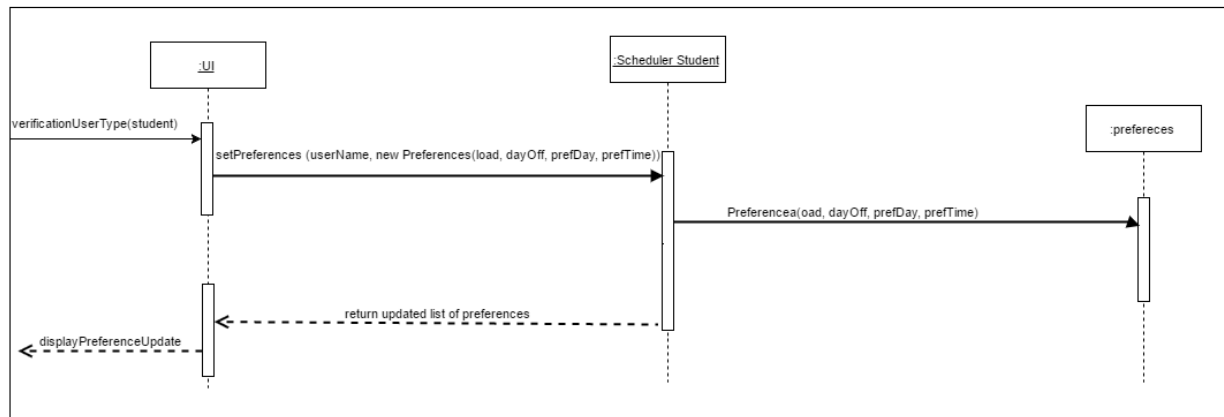 :UI
:Scheduler Student
:prefereces
verificationUserType(student)
setPreferences (userName, new Preferences(load, dayOff, prefDay, prefTime))
Preferencea(oad, dayOff, prefDay, prefTime)
return updated list of preferences
displayPreferenceUpdate